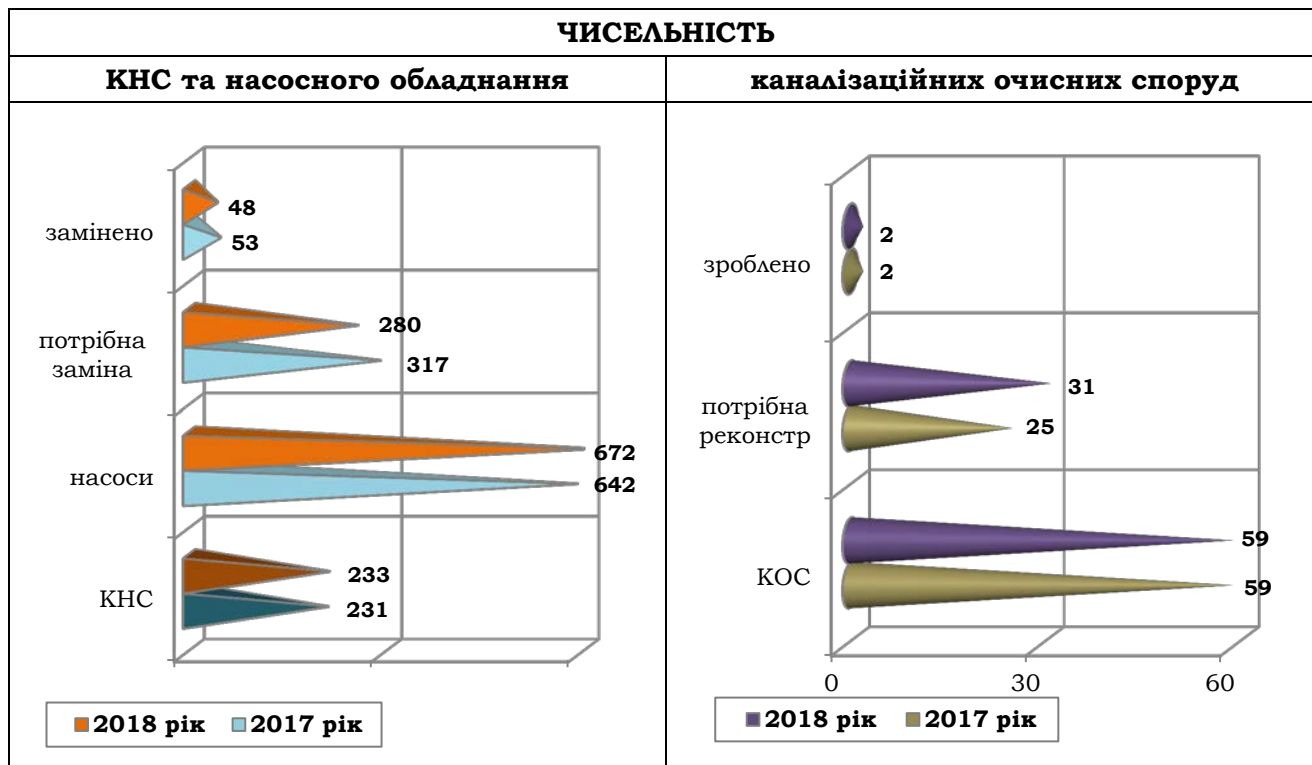 ЧИСЕЛЬНІСТЬ
КНС та насосного обладнання
каналізаційних очисних споруд
замінено
48
53
потрібна
заміна
280
317
насоси
672
642
КНС
233
231
2018 рік 2017 рік
зроблено
2
2
потрібна
реконстр
31
25
КОС
59
59
0 30 60
2018 рік 2017 рік